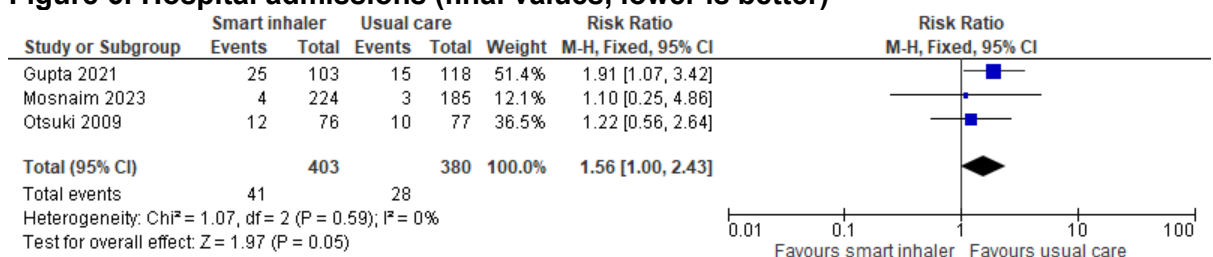 Figure 6: Hospital admissions (final values, lower is better)
Smart inhaler Usual care Risk Ratio Risk Ratio
Study or Subgroup Events Total Events Total Weight M-H, Fixed, 95% CI M-H, Fixed, 95% CI
Gupta 2021 25 103 15 118 51.4% 1.91 [1.07, 3.42]
Mosnaim 2023 4 224 3 185 12.1% 1.10 [0.25, 4.86]
Otsuki 2009 12 76 10 77 36.5% 1.22 [0.56, 2.64]
Total (95% CI) 403 380 100.0% 1.56 [1.00, 2.43]
Total events 41 28
Heterogeneity: Chi² = 1.07, df = 2 (P = 0.59); I² = 0%
Test for overall effect: Z = 1.97 (P = 0.05)
0.01 0.1 1 10 100
Favours smart inhaler Favours usual care